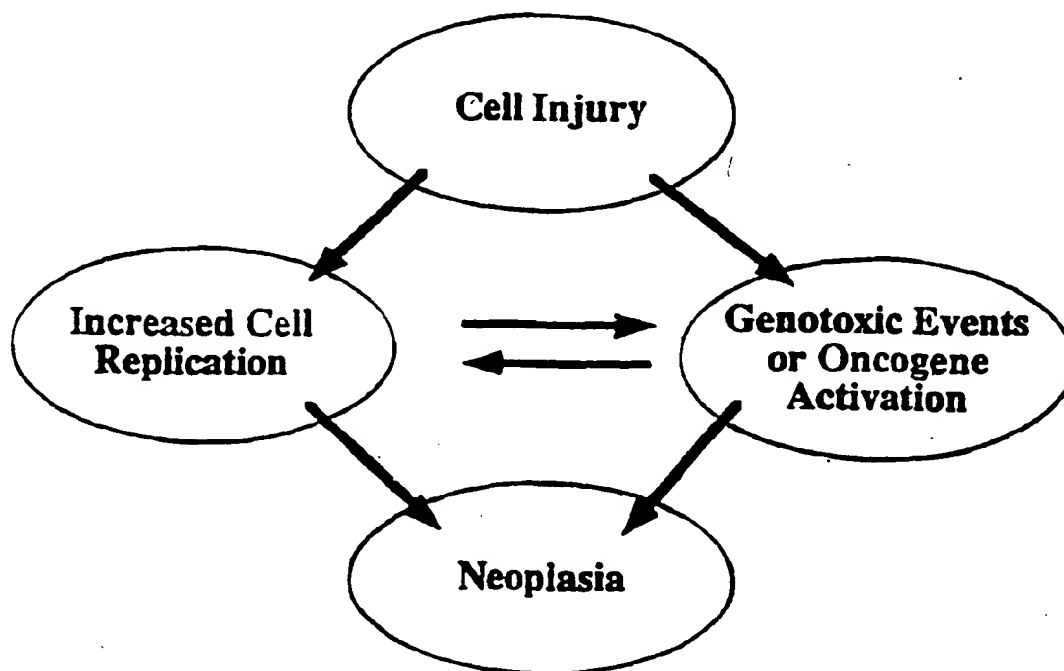 Cell Injury
Increased Cell
Replication
Genotoxic Events
or Oncogene
Activation
Neoplasia